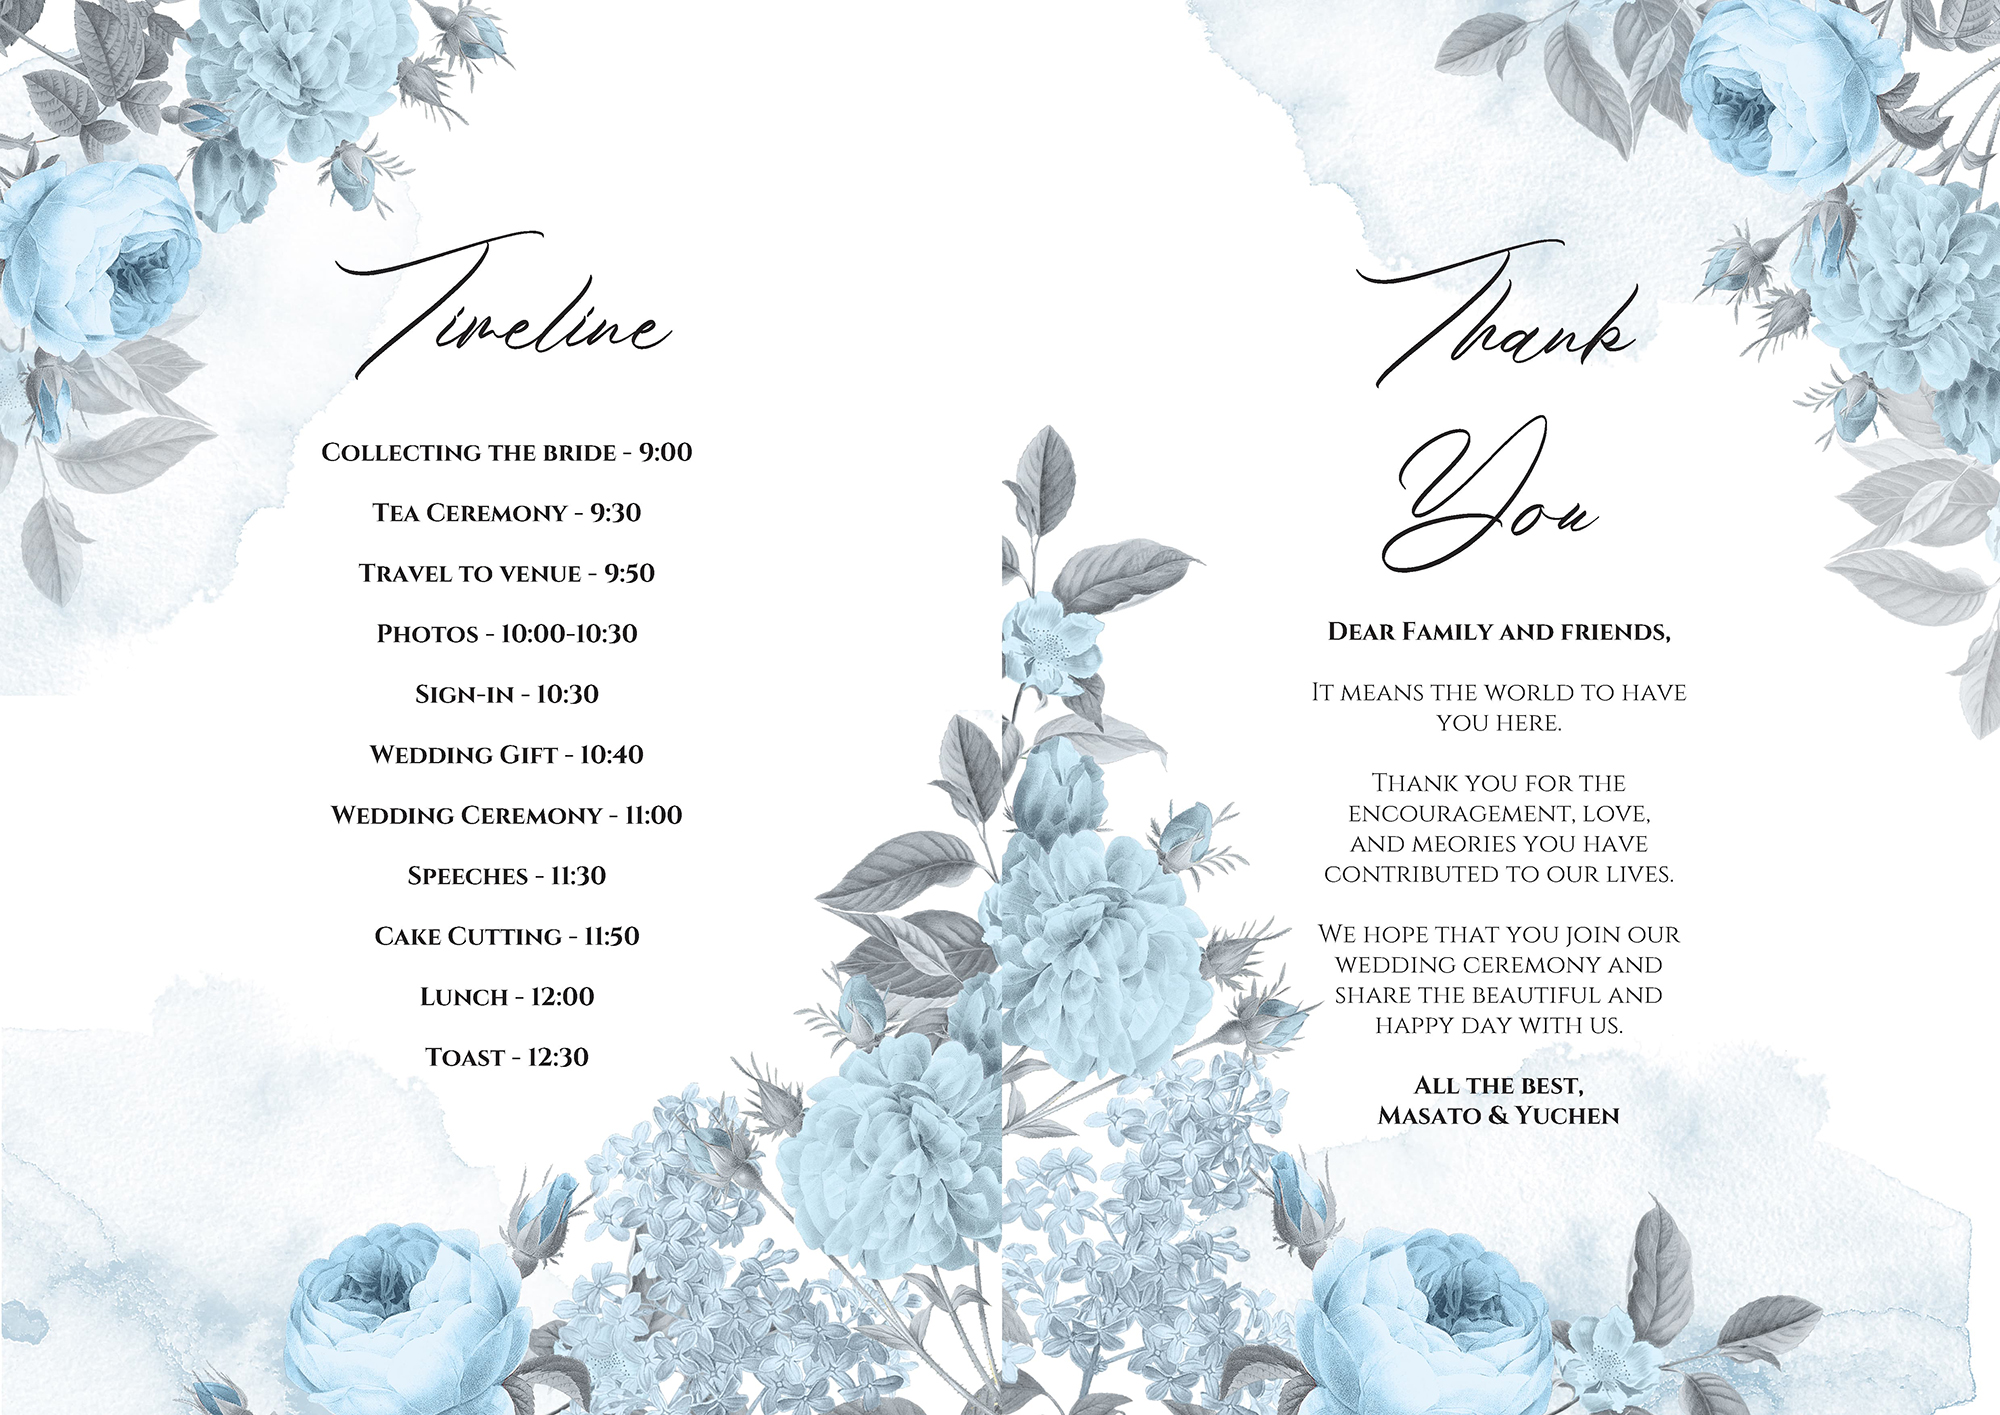 Timeline
Collecting the bride - 9:00
Tea Ceremony - 9:30
Travel to venue - 9:50
Photos - 10:00-10:30
Sign-in - 10:30
Wedding Gift - 10:40
Wedding Ceremony - 11:00
Speeches - 11:30
Cake Cutting - 11:50
Lunch - 12:00
Toast - 12:30
Thank
You
Dear Family and friends,
It means the world to have
you here.
Thank you for the
encouragement, love,
and meories you have
contributed to our lives.
We hope that you join our
wedding ceremony and
share the beautiful and
happy day with us.
All the best,
Masato & Yuchen